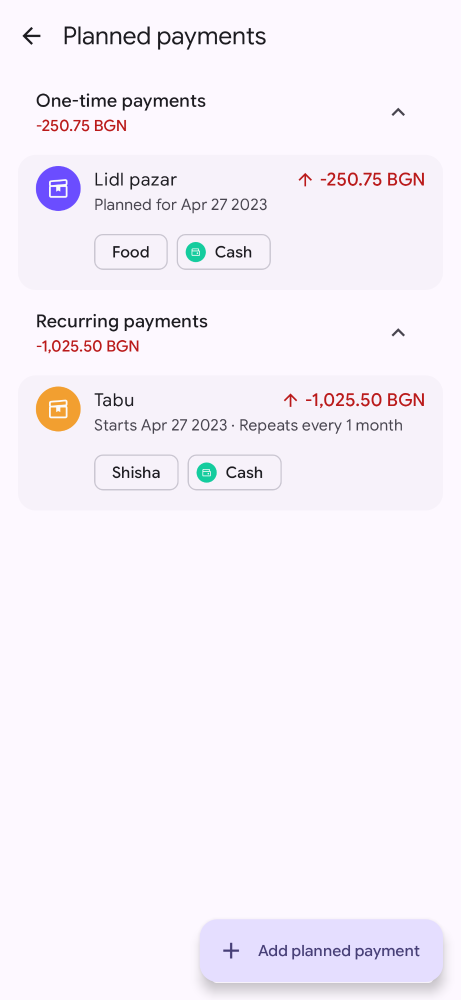 Planned payments
One-time payments
-250.75 BGN
Lidl pazar
-250.75 BGN
Planned for Apr 27 2023
Food
Cash
Recurring payments
-1,025.50 BGN
Tabu
-1,025.50 BGN
Starts Apr 27 2023 · Repeats every 1 month
Shisha
Cash
Add planned payment